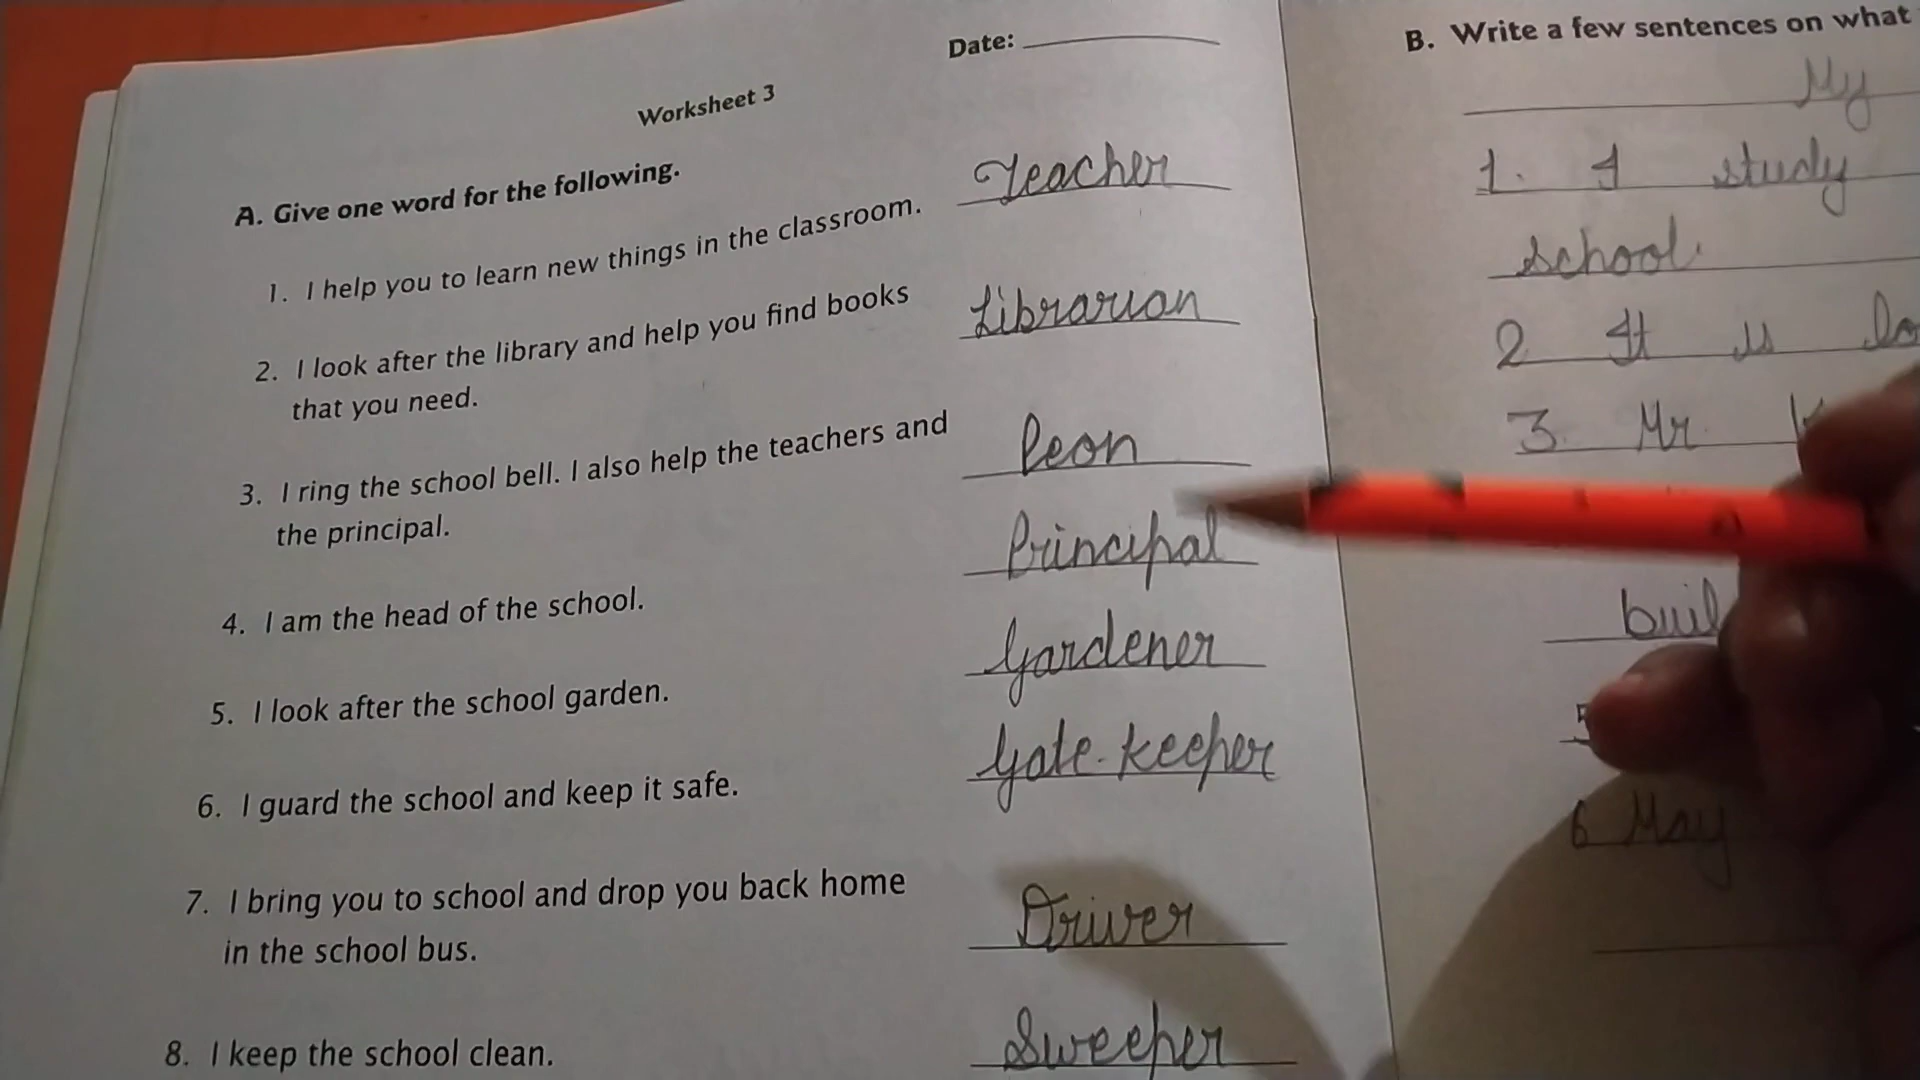 Date:
Worksheet 3
A. Give one word for the following.
1. I help you to learn new things in the classroom. Teacher
2. I look after the library and help you find books Librarian
that you need.
3. I ring the school bell. I also help the teachers and Peon
the principal.
4. I am the head of the school. Principal
5. I look after the school garden. Gardener
6. I guard the school and keep it safe. Gate-keeper
7. I bring you to school and drop you back home Driver
in the school bus.
8. I keep the school clean. Sweeper
B. Write a few sentences on what
My
1. I study
school.
2 It is
3. Mr.
6 May